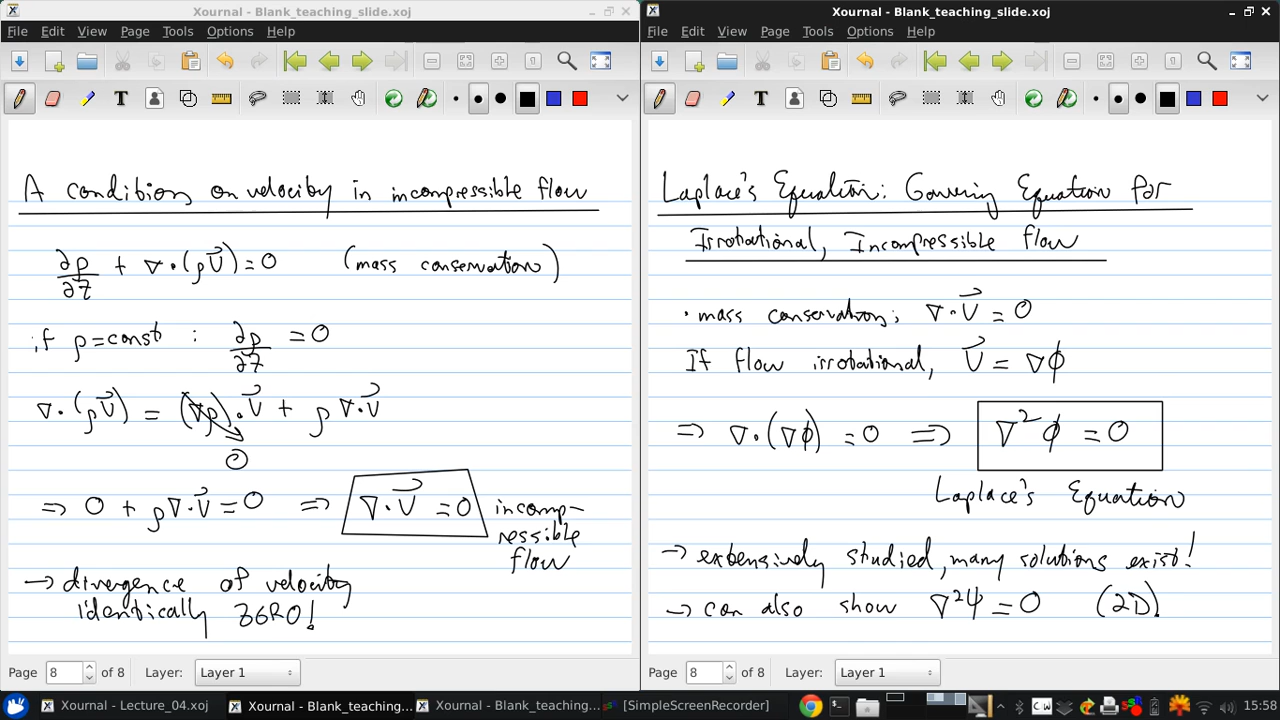 Xournal - Blank_teaching_slide.xoj
File Edit View Page Tools Options Help
A condition on velocity in incompressible flow
∂ρ/∂t + ∇·(ρV⃗) = 0 (mass conservation)
if ρ=const : ∂ρ/∂t = 0
∇·(ρV⃗) = (∇ρ)·V⃗ + ρ∇·V⃗
0
⇒ 0 + ρ∇·V⃗ = 0 ⇒ ∇·V⃗ = 0 incomp-
ressible
flow
→ divergence of velocity
identically ZERO!
Page 8 of 8 Layer: Layer 1
Xournal - Blank_teaching_slide.xoj
File Edit View Page Tools Options Help
Laplace's Equation: Governing Equation for
Irrotational, Incompressible flow
· mass conservation: ∇·V⃗ = 0
If flow irrotational, V⃗ = ∇ϕ
⇒ ∇·(∇ϕ) = 0 ⇒ ∇²ϕ = 0
Laplace's Equation
→ extensively studied, many solutions exist!
→ can also show ∇²ψ = 0 (2D)!
Page 8 of 8 Layer: Layer 1
Xournal - Lecture_04.xoj Xournal - Blank_teaching... Xournal - Blank_teaching... [SimpleScreenRecorder] 15:58